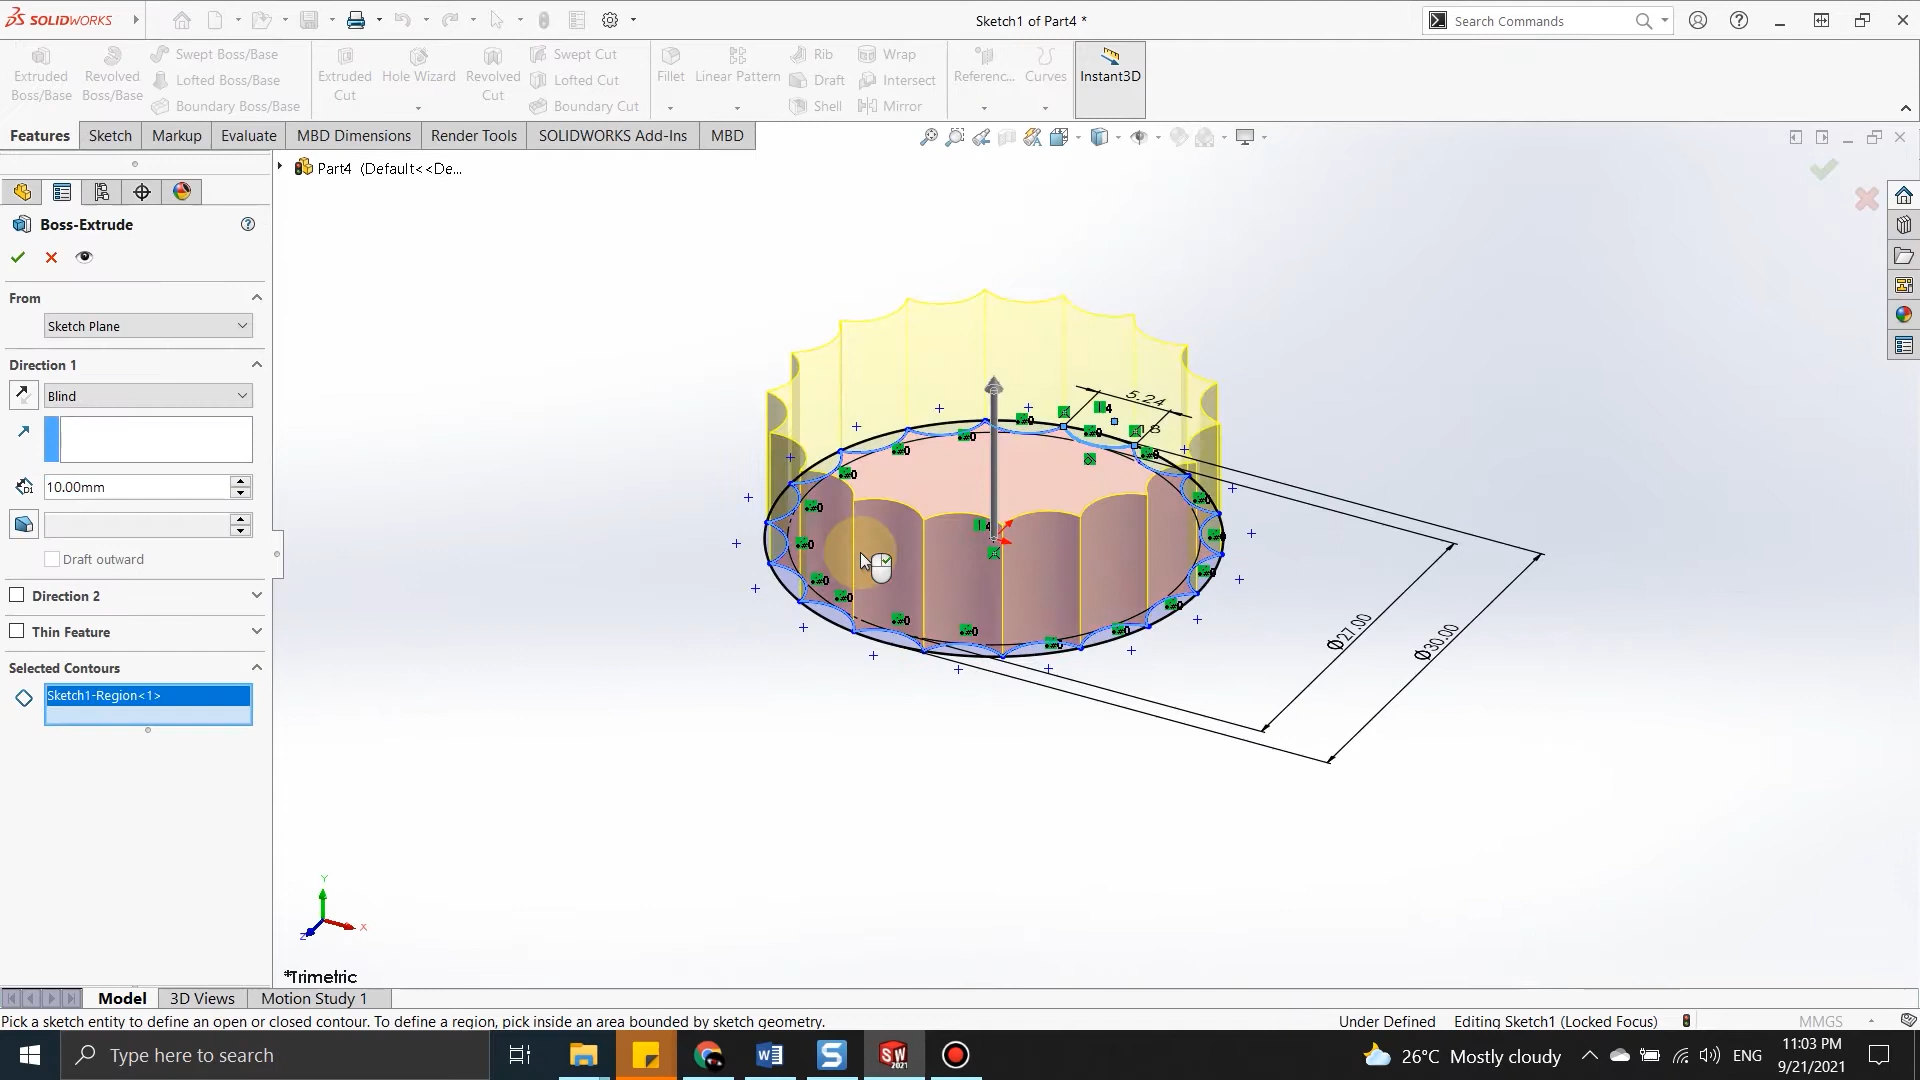 SOLIDWORKS
Sketch1 of Part4 *
Search Commands
Extruded Boss/Base
Revolved Boss/Base
Swept Boss/Base
Lofted Boss/Base
Boundary Boss/Base
Extruded Cut
Hole Wizard
Revolved Cut
Swept Cut
Lofted Cut
Boundary Cut
Fillet
Linear Pattern
Rib
Draft
Shell
Wrap
Intersect
Mirror
Referenc...
Curves
Instant3D
Features
Sketch
Markup
Evaluate
MBD Dimensions
Render Tools
SOLIDWORKS Add-Ins
MBD
Part4 (Default<<De...
Boss-Extrude
From
Sketch Plane
Direction 1
Blind
10.00mm
Draft outward
Direction 2
Thin Feature
Selected Contours
Sketch1-Region<1>
5.24
18
Φ27.00
Φ30.00
Y
X
Z
*Trimetric
Model
3D Views
Motion Study 1
Pick a sketch entity to define an open or closed contour. To define a region, pick inside an area bounded by sketch geometry.
Under Defined
Editing Sketch1 (Locked Focus)
MMGS
Type here to search
SW
2021
26°C Mostly cloudy
ENG
11:03 PM
9/21/2021